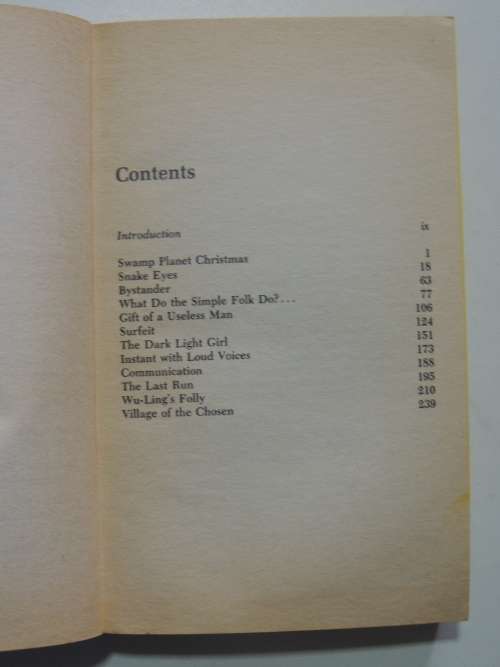 Contents
Introduction ix
Swamp Planet Christmas 1
Snake Eyes 18
Bystander 63
What Do the Simple Folk Do?... 77
Gift of a Useless Man 106
Surfeit 124
The Dark Light Girl 151
Instant with Loud Voices 173
Communication 188
The Last Run 195
Wu-Ling's Folly 210
Village of the Chosen 239